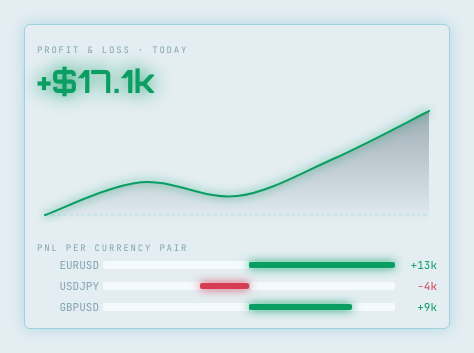 PROFIT & LOSS · TODAY
+$17.1k
PNL PER CURRENCY PAIR
EURUSD +13k
USDJPY -4k
GBPUSD +9k